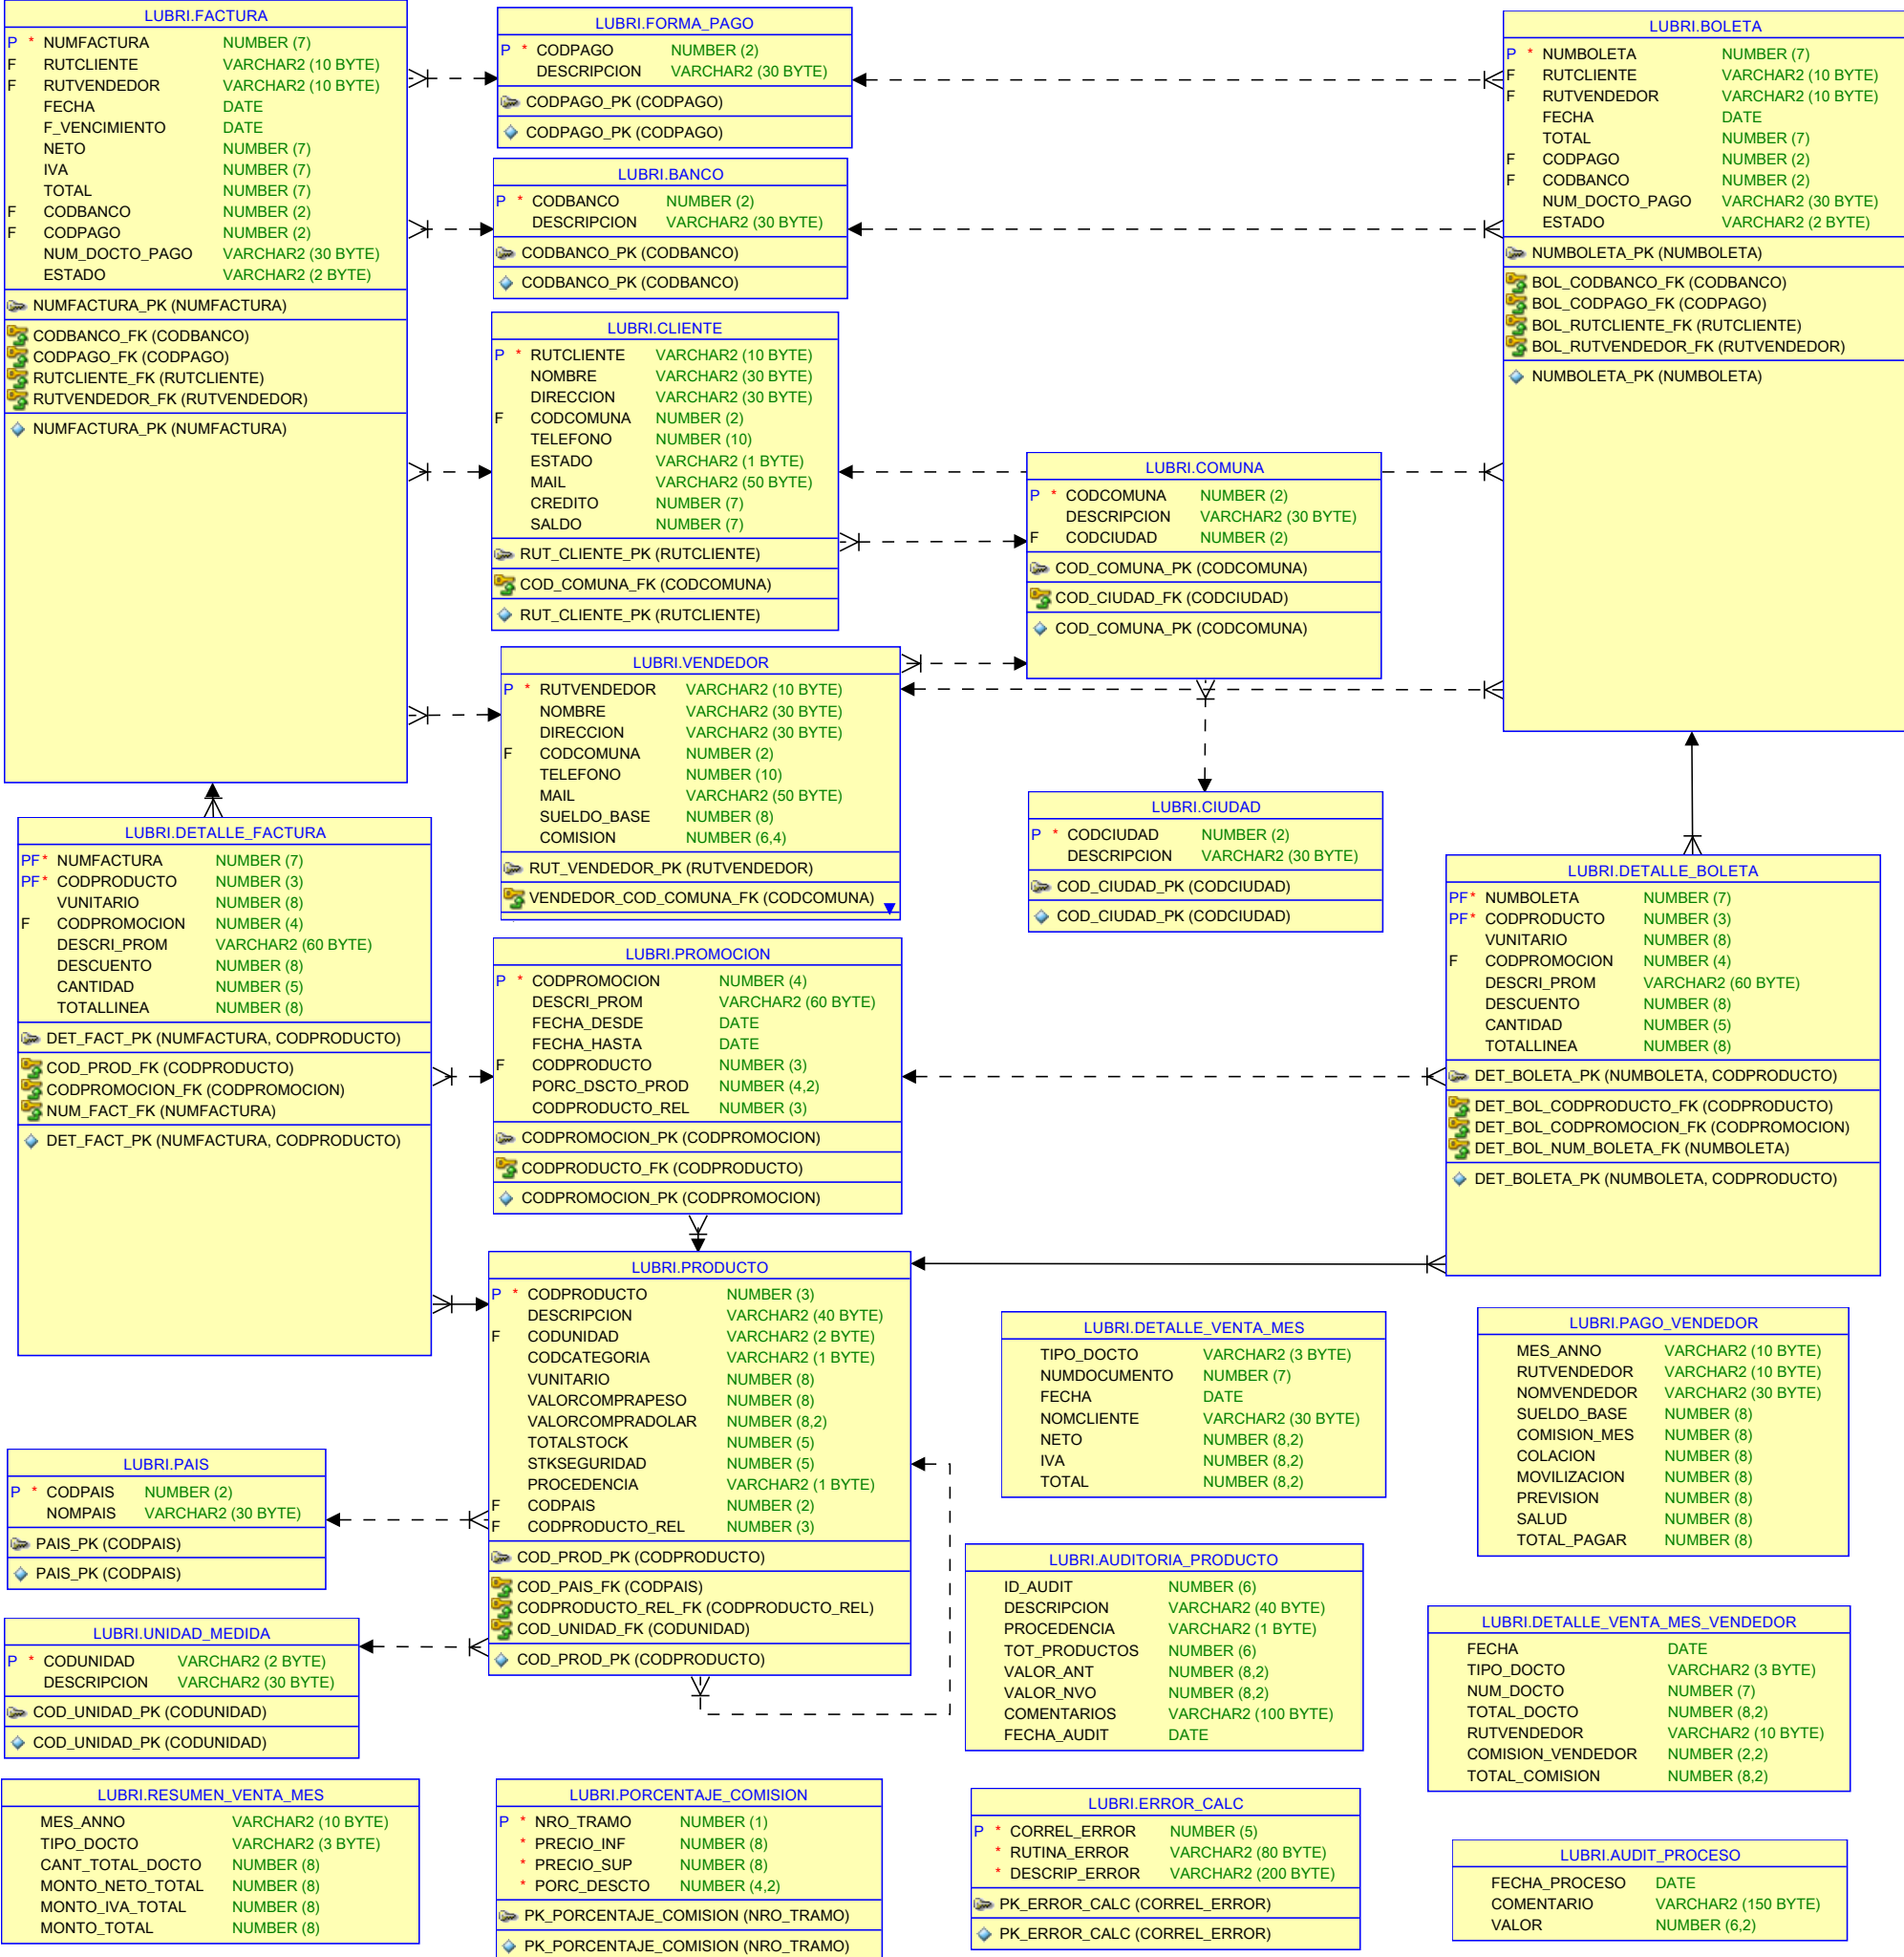 LUBRI.FACTURA
P * NUMFACTURA NUMBER (7)
F RUTCLIENTE VARCHAR2 (10 BYTE)
F RUTVENDEDOR VARCHAR2 (10 BYTE)
FECHA DATE
F_VENCIMIENTO DATE
NETO NUMBER (7)
IVA NUMBER (7)
TOTAL NUMBER (7)
F CODBANCO NUMBER (2)
F CODPAGO NUMBER (2)
NUM_DOCTO_PAGO VARCHAR2 (30 BYTE)
ESTADO VARCHAR2 (2 BYTE)
NUMFACTURA_PK (NUMFACTURA)
CODBANCO_FK (CODBANCO)
CODPAGO_FK (CODPAGO)
RUTCLIENTE_FK (RUTCLIENTE)
RUTVENDEDOR_FK (RUTVENDEDOR)
NUMFACTURA_PK (NUMFACTURA)
LUBRI.FORMA_PAGO
P * CODPAGO NUMBER (2)
DESCRIPCION VARCHAR2 (30 BYTE)
CODPAGO_PK (CODPAGO)
CODPAGO_PK (CODPAGO)
LUBRI.BANCO
P * CODBANCO NUMBER (2)
DESCRIPCION VARCHAR2 (30 BYTE)
CODBANCO_PK (CODBANCO)
CODBANCO_PK (CODBANCO)
LUBRI.BOLETA
P * NUMBOLETA NUMBER (7)
F RUTCLIENTE VARCHAR2 (10 BYTE)
F RUTVENDEDOR VARCHAR2 (10 BYTE)
FECHA DATE
TOTAL NUMBER (7)
F CODPAGO NUMBER (2)
F CODBANCO NUMBER (2)
NUM_DOCTO_PAGO VARCHAR2 (30 BYTE)
ESTADO VARCHAR2 (2 BYTE)
NUMBOLETA_PK (NUMBOLETA)
BOL_CODBANCO_FK (CODBANCO)
BOL_CODPAGO_FK (CODPAGO)
BOL_RUTCLIENTE_FK (RUTCLIENTE)
BOL_RUTVENDEDOR_FK (RUTVENDEDOR)
NUMBOLETA_PK (NUMBOLETA)
LUBRI.CLIENTE
P * RUTCLIENTE VARCHAR2 (10 BYTE)
NOMBRE VARCHAR2 (30 BYTE)
DIRECCION VARCHAR2 (30 BYTE)
F CODCOMUNA NUMBER (2)
TELEFONO NUMBER (10)
ESTADO VARCHAR2 (1 BYTE)
MAIL VARCHAR2 (50 BYTE)
CREDITO NUMBER (7)
SALDO NUMBER (7)
RUT_CLIENTE_PK (RUTCLIENTE)
COD_COMUNA_FK (CODCOMUNA)
RUT_CLIENTE_PK (RUTCLIENTE)
LUBRI.COMUNA
P * CODCOMUNA NUMBER (2)
DESCRIPCION VARCHAR2 (30 BYTE)
F CODCIUDAD NUMBER (2)
COD_COMUNA_PK (CODCOMUNA)
COD_CIUDAD_FK (CODCIUDAD)
COD_COMUNA_PK (CODCOMUNA)
LUBRI.VENDEDOR
P * RUTVENDEDOR VARCHAR2 (10 BYTE)
NOMBRE VARCHAR2 (30 BYTE)
DIRECCION VARCHAR2 (30 BYTE)
F CODCOMUNA NUMBER (2)
TELEFONO NUMBER (10)
MAIL VARCHAR2 (50 BYTE)
SUELDO_BASE NUMBER (8)
COMISION NUMBER (6,4)
RUT_VENDEDOR_PK (RUTVENDEDOR)
VENDEDOR_COD_COMUNA_FK (CODCOMUNA)
LUBRI.CIUDAD
P * CODCIUDAD NUMBER (2)
DESCRIPCION VARCHAR2 (30 BYTE)
COD_CIUDAD_PK (CODCIUDAD)
COD_CIUDAD_PK (CODCIUDAD)
LUBRI.DETALLE_FACTURA
PF* NUMFACTURA NUMBER (7)
PF* CODPRODUCTO NUMBER (3)
VUNITARIO NUMBER (8)
F CODPROMOCION NUMBER (4)
DESCRI_PROM VARCHAR2 (60 BYTE)
DESCUENTO NUMBER (8)
CANTIDAD NUMBER (5)
TOTALLINEA NUMBER (8)
DET_FACT_PK (NUMFACTURA, CODPRODUCTO)
COD_PROD_FK (CODPRODUCTO)
CODPROMOCION_FK (CODPROMOCION)
NUM_FACT_FK (NUMFACTURA)
DET_FACT_PK (NUMFACTURA, CODPRODUCTO)
LUBRI.PROMOCION
P * CODPROMOCION NUMBER (4)
DESCRI_PROM VARCHAR2 (60 BYTE)
FECHA_DESDE DATE
FECHA_HASTA DATE
F CODPRODUCTO NUMBER (3)
PORC_DSCTO_PROD NUMBER (4,2)
CODPRODUCTO_REL NUMBER (3)
CODPROMOCION_PK (CODPROMOCION)
CODPRODUCTO_FK (CODPRODUCTO)
CODPROMOCION_PK (CODPROMOCION)
LUBRI.DETALLE_BOLETA
PF* NUMBOLETA NUMBER (7)
PF* CODPRODUCTO NUMBER (3)
VUNITARIO NUMBER (8)
F CODPROMOCION NUMBER (4)
DESCRI_PROM VARCHAR2 (60 BYTE)
DESCUENTO NUMBER (8)
CANTIDAD NUMBER (5)
TOTALLINEA NUMBER (8)
DET_BOLETA_PK (NUMBOLETA, CODPRODUCTO)
DET_BOL_CODPRODUCTO_FK (CODPRODUCTO)
DET_BOL_CODPROMOCION_FK (CODPROMOCION)
DET_BOL_NUM_BOLETA_FK (NUMBOLETA)
DET_BOLETA_PK (NUMBOLETA, CODPRODUCTO)
LUBRI.PRODUCTO
P * CODPRODUCTO NUMBER (3)
DESCRIPCION VARCHAR2 (40 BYTE)
F CODUNIDAD VARCHAR2 (2 BYTE)
CODCATEGORIA VARCHAR2 (1 BYTE)
VUNITARIO NUMBER (8)
VALORCOMPRAPESO NUMBER (8)
VALORCOMPRADOLAR NUMBER (8,2)
TOTALSTOCK NUMBER (5)
STKSEGURIDAD NUMBER (5)
PROCEDENCIA VARCHAR2 (1 BYTE)
F CODPAIS NUMBER (2)
F CODPRODUCTO_REL NUMBER (3)
COD_PROD_PK (CODPRODUCTO)
COD_PAIS_FK (CODPAIS)
CODPRODUCTO_REL_FK (CODPRODUCTO_REL)
COD_UNIDAD_FK (CODUNIDAD)
COD_PROD_PK (CODPRODUCTO)
LUBRI.DETALLE_VENTA_MES
TIPO_DOCTO VARCHAR2 (3 BYTE)
NUMDOCUMENTO NUMBER (7)
FECHA DATE
NOMCLIENTE VARCHAR2 (30 BYTE)
NETO NUMBER (8,2)
IVA NUMBER (8,2)
TOTAL NUMBER (8,2)
LUBRI.PAGO_VENDEDOR
MES_ANNO VARCHAR2 (10 BYTE)
RUTVENDEDOR VARCHAR2 (10 BYTE)
NOMVENDEDOR VARCHAR2 (30 BYTE)
SUELDO_BASE NUMBER (8)
COMISION_MES NUMBER (8)
COLACION NUMBER (8)
MOVILIZACION NUMBER (8)
PREVISION NUMBER (8)
SALUD NUMBER (8)
TOTAL_PAGAR NUMBER (8)
LUBRI.PAIS
P * CODPAIS NUMBER (2)
NOMPAIS VARCHAR2 (30 BYTE)
PAIS_PK (CODPAIS)
PAIS_PK (CODPAIS)
LUBRI.UNIDAD_MEDIDA
P * CODUNIDAD VARCHAR2 (2 BYTE)
DESCRIPCION VARCHAR2 (30 BYTE)
COD_UNIDAD_PK (CODUNIDAD)
COD_UNIDAD_PK (CODUNIDAD)
LUBRI.AUDITORIA_PRODUCTO
ID_AUDIT NUMBER (6)
DESCRIPCION VARCHAR2 (40 BYTE)
PROCEDENCIA VARCHAR2 (1 BYTE)
TOT_PRODUCTOS NUMBER (6)
VALOR_ANT NUMBER (8,2)
VALOR_NVO NUMBER (8,2)
COMENTARIOS VARCHAR2 (100 BYTE)
FECHA_AUDIT DATE
LUBRI.DETALLE_VENTA_MES_VENDEDOR
FECHA DATE
TIPO_DOCTO VARCHAR2 (3 BYTE)
NUM_DOCTO NUMBER (7)
TOTAL_DOCTO NUMBER (8,2)
RUTVENDEDOR VARCHAR2 (10 BYTE)
COMISION_VENDEDOR NUMBER (2,2)
TOTAL_COMISION NUMBER (8,2)
LUBRI.RESUMEN_VENTA_MES
MES_ANNO VARCHAR2 (10 BYTE)
TIPO_DOCTO VARCHAR2 (3 BYTE)
CANT_TOTAL_DOCTO NUMBER (8)
MONTO_NETO_TOTAL NUMBER (8)
MONTO_IVA_TOTAL NUMBER (8)
MONTO_TOTAL NUMBER (8)
LUBRI.PORCENTAJE_COMISION
P * NRO_TRAMO NUMBER (1)
* PRECIO_INF NUMBER (8)
* PRECIO_SUP NUMBER (8)
* PORC_DESCTO NUMBER (4,2)
PK_PORCENTAJE_COMISION (NRO_TRAMO)
PK_PORCENTAJE_COMISION (NRO_TRAMO)
LUBRI.ERROR_CALC
P * CORREL_ERROR NUMBER (5)
* RUTINA_ERROR VARCHAR2 (80 BYTE)
* DESCRIP_ERROR VARCHAR2 (200 BYTE)
PK_ERROR_CALC (CORREL_ERROR)
PK_ERROR_CALC (CORREL_ERROR)
LUBRI.AUDIT_PROCESO
FECHA_PROCESO DATE
COMENTARIO VARCHAR2 (150 BYTE)
VALOR NUMBER (6,2)